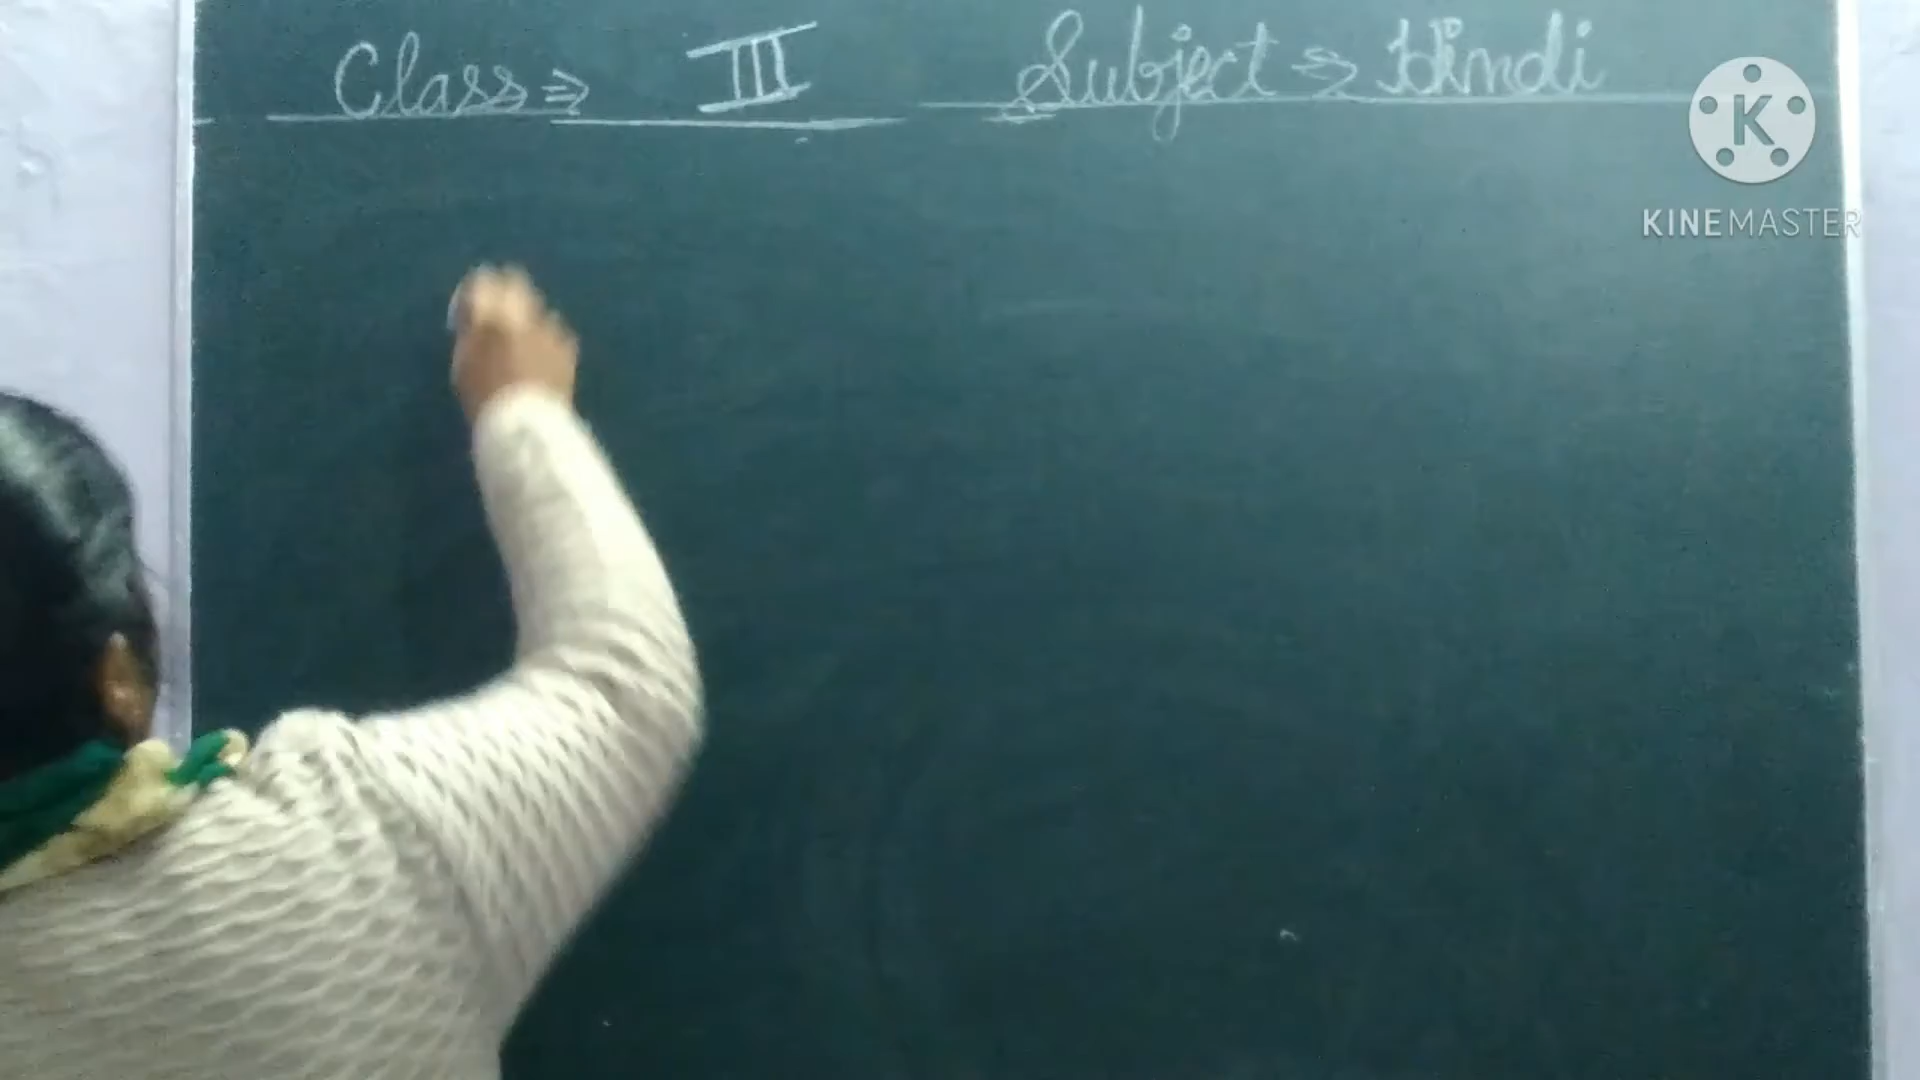 Class ⇒ III Subject ⇒ Hindi
K
KINEMASTER